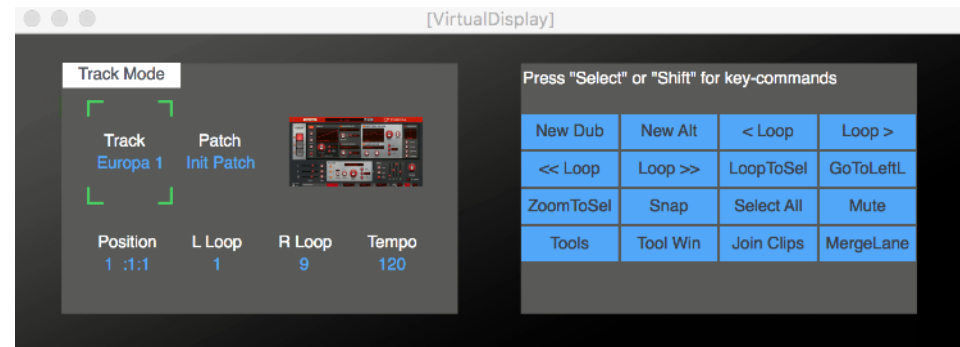 [VirtualDisplay]
Track Mode
Track Patch
Europa 1 Init Patch
Position L Loop R Loop Tempo
1 :1:1 1 9 120
Press "Select" or "Shift" for key-commands
New Dub New Alt < Loop Loop >
<< Loop Loop >> LoopToSel GoToLeftL
ZoomToSel Snap Select All Mute
Tools Tool Win Join Clips MergeLane